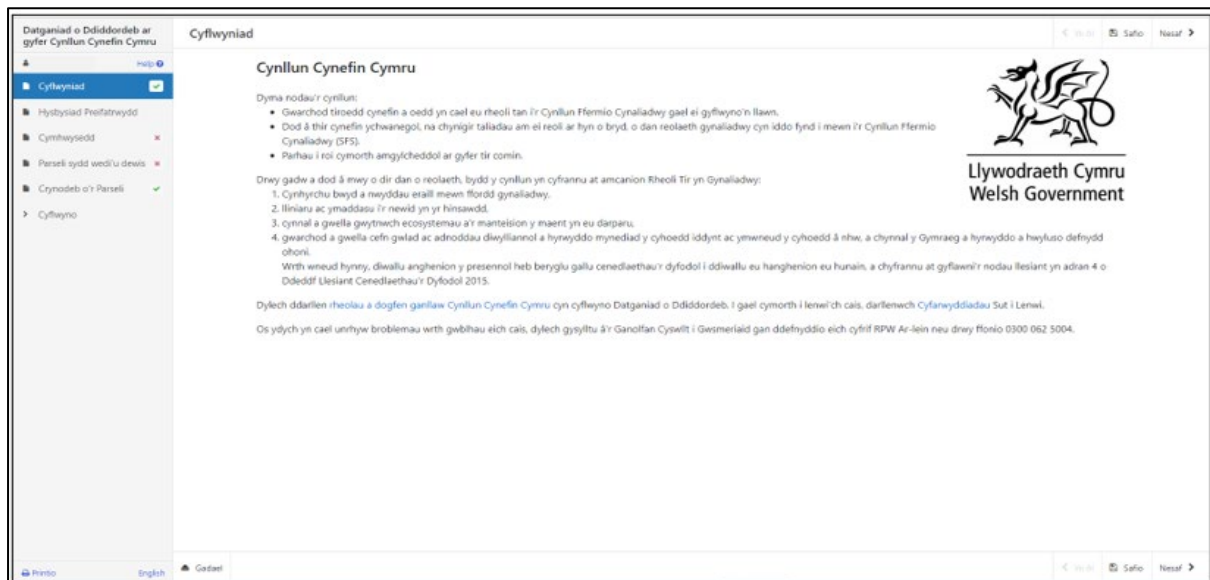 Datganiad o Ddiddordeb ar
gyfer Cynllun Cynefin Cymru
Help
Cyflwyniad
Hysbysiad Preifatrwydd
Cymhwysedd
Parseli sydd wedi'u dewis
Crynodeb o'r Parseli
Cyflwyno
Printio
English
Cyflwyniad
Safio
Nesaf
Cynllun Cynefin Cymru
Dyma nodau'r cynllun:
• Gwarchod tiroedd cynefin a oedd yn cael eu rheoli tan i'r Cynllun Ffermio Cynaliadwy gael ei gyflwyno'n llawn.
• Dod â thir cynefin ychwanegol, na chynigir taliadau am ei reoli ar hyn o bryd, o dan reolaeth gynaliadwy cyn iddo fynd i mewn i'r Cynllun Ffermio
Cynaliadwy (SFS).
• Parhau i roi cymorth amgylcheddol ar gyfer tir comin.
Drwy gadw a dod â mwy o dir dan o reolaeth, bydd y cynllun yn cyfrannu at amcanion Rheoli Tir yn Gynaliadwy:
1. Cynhyrchu bwyd a nwyddau eraill mewn ffordd gynaliadwy,
2. lliniaru ac ymaddasu i'r newid yn yr hinsawdd,
3. cynnal a gwella gwytnwch ecosystemau a'r manteision y maent yn eu darparu,
4. gwarchod a gwella cefn gwlad ac adnoddau diwylliannol a hyrwyddo mynediad y cyhoedd iddynt ac ymwneud y cyhoedd â nhw, a chynnal y Gymraeg a hyrwyddo a hwyluso defnydd
ohoni.
Wrth wneud hynny, diwallu anghenion y presennol heb beryglu gallu cenedlaethau'r dyfodol i ddiwallu eu hanghenion eu hunain, a chyfrannu at gyflawni'r nodau llesiant yn adran 4 o
Ddeddf Llesiant Cenedlaethau'r Dyfodol 2015.
Dylech ddarllen rheolau a dogfen ganllaw Cynllun Cynefin Cymru cyn cyflwyno Datganiad o Ddiddordeb. I gael cymorth i lenwi'ch cais, darllenwch Cyfarwyddiadau Sut i Lenwi.
Os ydych yn cael unrhyw broblemau wrth gwblhau eich cais, dylech gysylltu â'r Ganolfan Cyswllt i Gwsmeriaid gan ddefnyddio eich cyfrif RPW Ar-lein neu drwy ffonio 0300 062 5004.
Llywodraeth Cymru
Welsh Government
Gadael
Safio
Nesaf